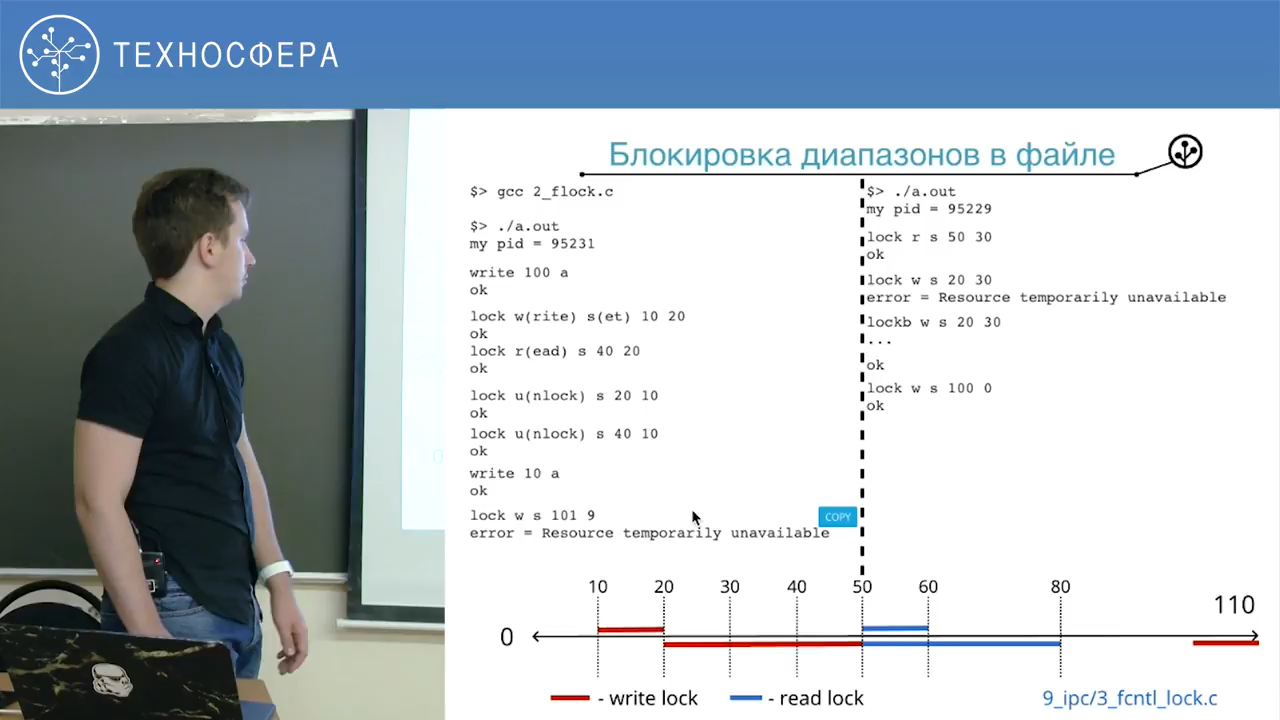 ТЕХНОСФЕРА
Блокировка диапазонов в файле
$> gcc 2_flock.c
$> ./a.out
my pid = 95231
write 100 a
ok
lock w(rite) s(et) 10 20
ok
lock r(ead) s 40 20
ok
lock u(nlock) s 20 10
ok
lock u(nlock) s 40 10
ok
write 10 a
ok
lock w s 101 9
error = Resource temporarily unavailable
COPY
$> ./a.out
my pid = 95229
lock r s 50 30
ok
lock w s 20 30
error = Resource temporarily unavailable
lockb w s 20 30
...
ok
lock w s 100 0
ok
10 20 30 40 50 60 80
110
0
- write lock - read lock
9_ipc/3_fcntl_lock.c